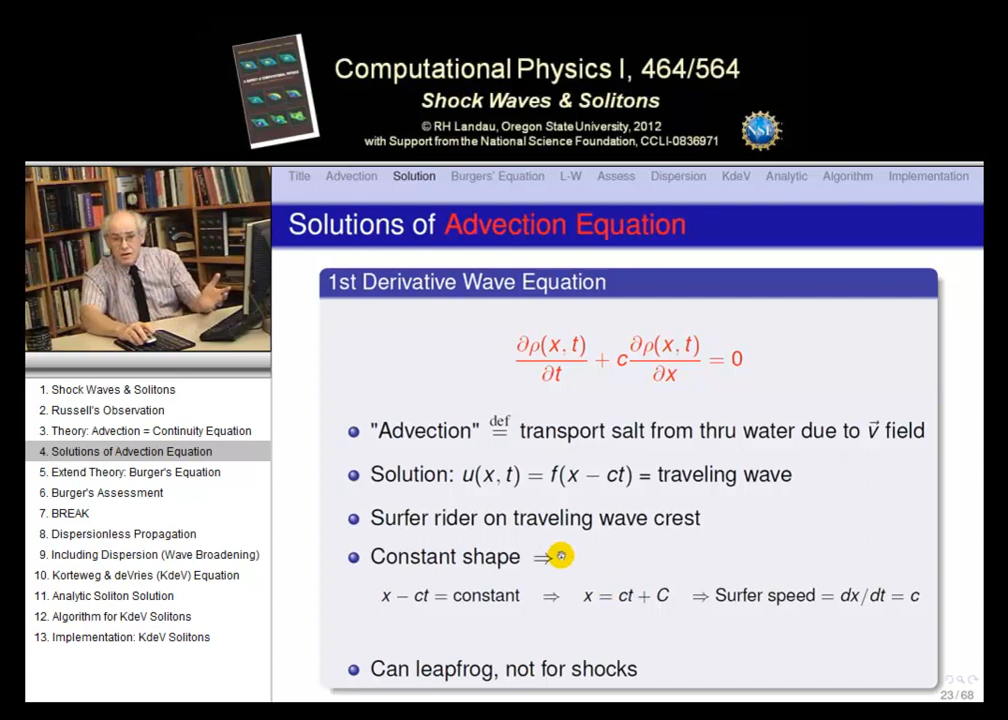 Computational Physics I, 464/564
Shock Waves & Solitons
© RH Landau, Oregon State University, 2012
with Support from the National Science Foundation, CCLI-0836971
NSF
Title Advection Solution Burgers' Equation L-W Assess Dispersion KdeV Analytic Algorithm Implementation
Solutions of Advection Equation
1st Derivative Wave Equation
∂ρ(x, t)/∂t + c ∂ρ(x, t)/∂x = 0
"Advection" def= transport salt from thru water due to v⃗ field
Solution: u(x, t) = f(x − ct) = traveling wave
Surfer rider on traveling wave crest
Constant shape ⇒
x − ct = constant ⇒ x = ct + C ⇒ Surfer speed = dx/dt = c
Can leapfrog, not for shocks
23 / 68
1. Shock Waves & Solitons
2. Russell's Observation
3. Theory: Advection = Continuity Equation
4. Solutions of Advection Equation
5. Extend Theory: Burger's Equation
6. Burger's Assessment
7. BREAK
8. Dispersionless Propagation
9. Including Dispersion (Wave Broadening)
10. Korteweg & deVries (KdeV) Equation
11. Analytic Soliton Solution
12. Algorithm for KdeV Solitons
13. Implementation: KdeV Solitons